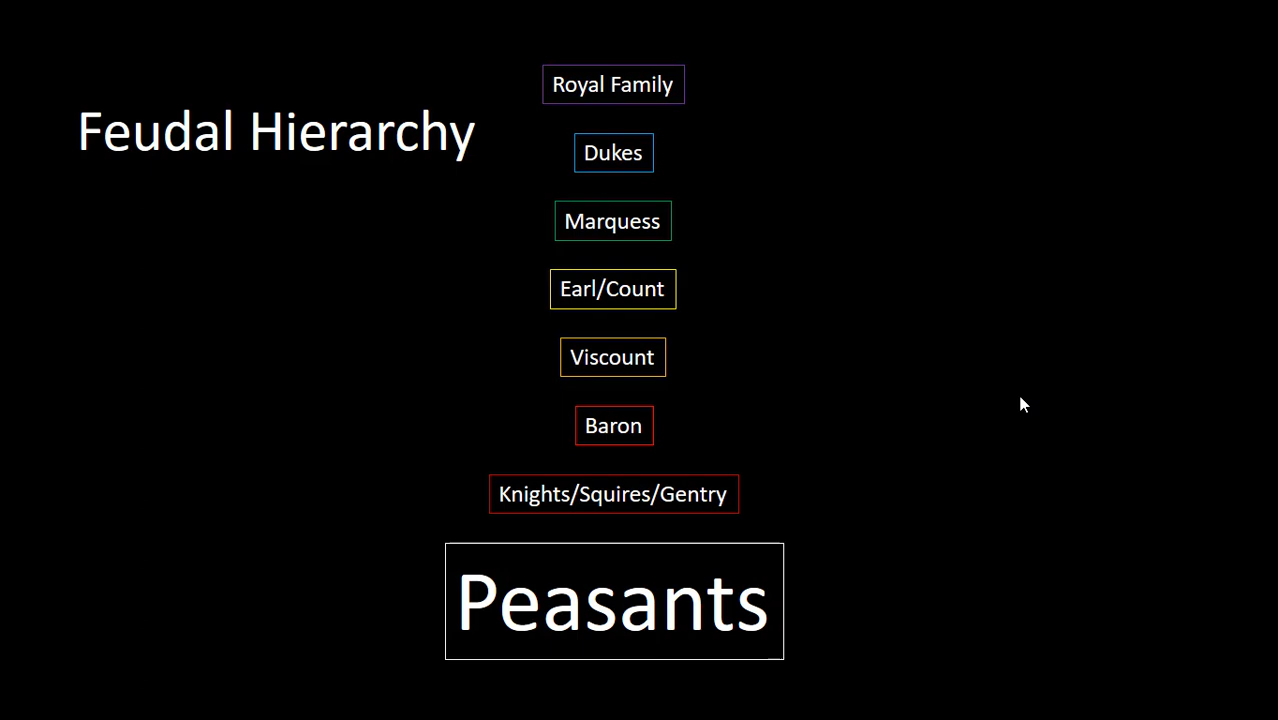 Feudal Hierarchy
Royal Family
Dukes
Marquess
Earl/Count
Viscount
Baron
Knights/Squires/Gentry
Peasants